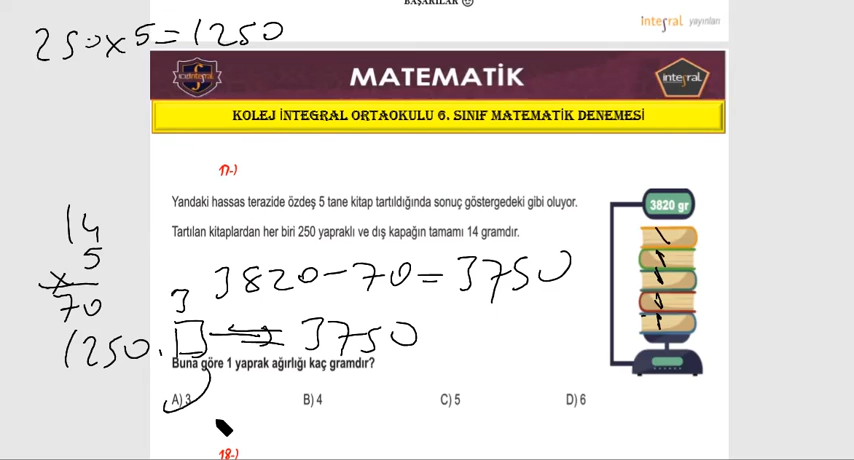 BAŞARILAR
integral yayınları
250x5=1250
integral
MATEMATİK
integral
KOLEJ İNTEGRAL ORTAOKULU 6. SINIF MATEMATİK DENEMESİ
17-)
Yandaki hassas terazide özdeş 5 tane kitap tartıldığında sonuç göstergedeki gibi oluyor.
3820 gr
Tartılan kitaplardan her biri 250 yapraklı ve dış kapağın tamamı 14 gramdır.
14
5
x
70
3820-70=3750
3
1250.□=3750
Buna göre 1 yaprak ağırlığı kaç gramdır?
A) 3
B) 4
C) 5
D) 6
18-)